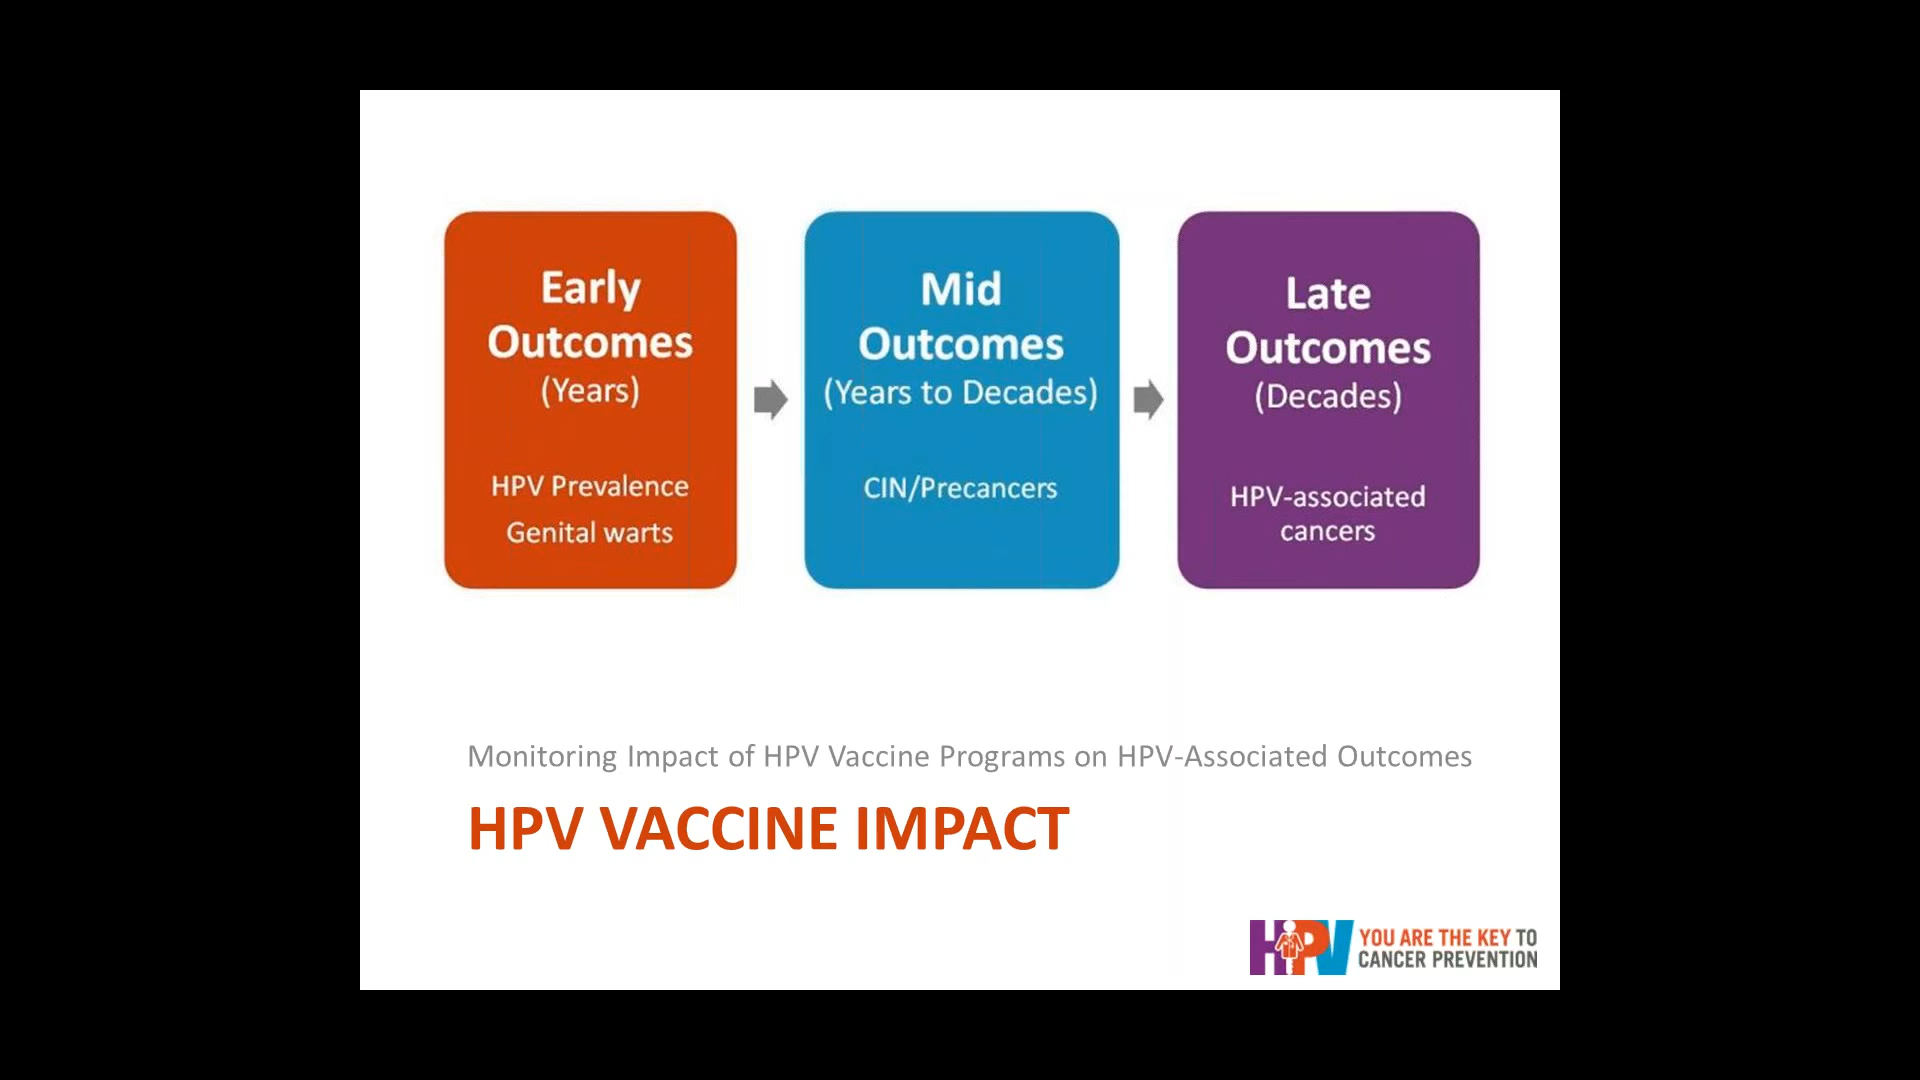 Early
Outcomes
(Years)
HPV Prevalence
Genital warts
Mid
Outcomes
(Years to Decades)
CIN/Precancers
Late
Outcomes
(Decades)
HPV-associated
cancers
Monitoring Impact of HPV Vaccine Programs on HPV-Associated Outcomes
HPV VACCINE IMPACT
HPV
YOU ARE THE KEY TO
CANCER PREVENTION